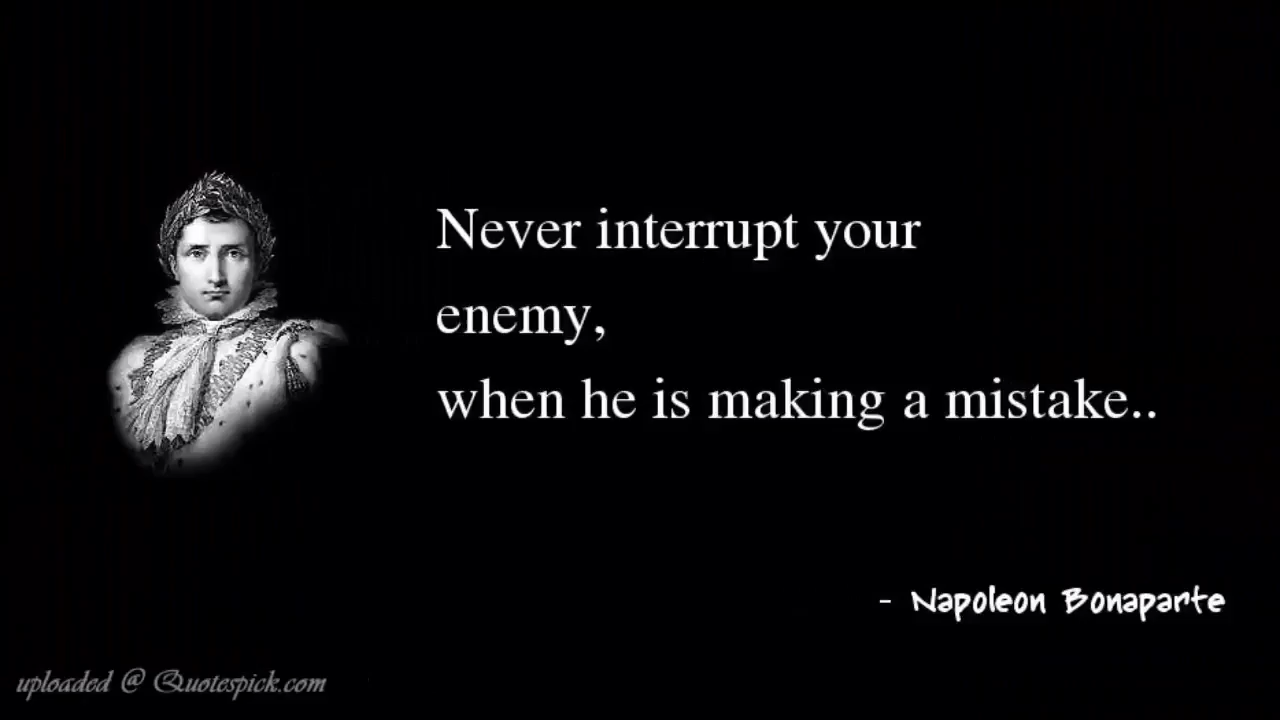 Never interrupt your
enemy,
when he is making a mistake..
- Napoleon Bonaparte
uploaded @ Quotespick.com